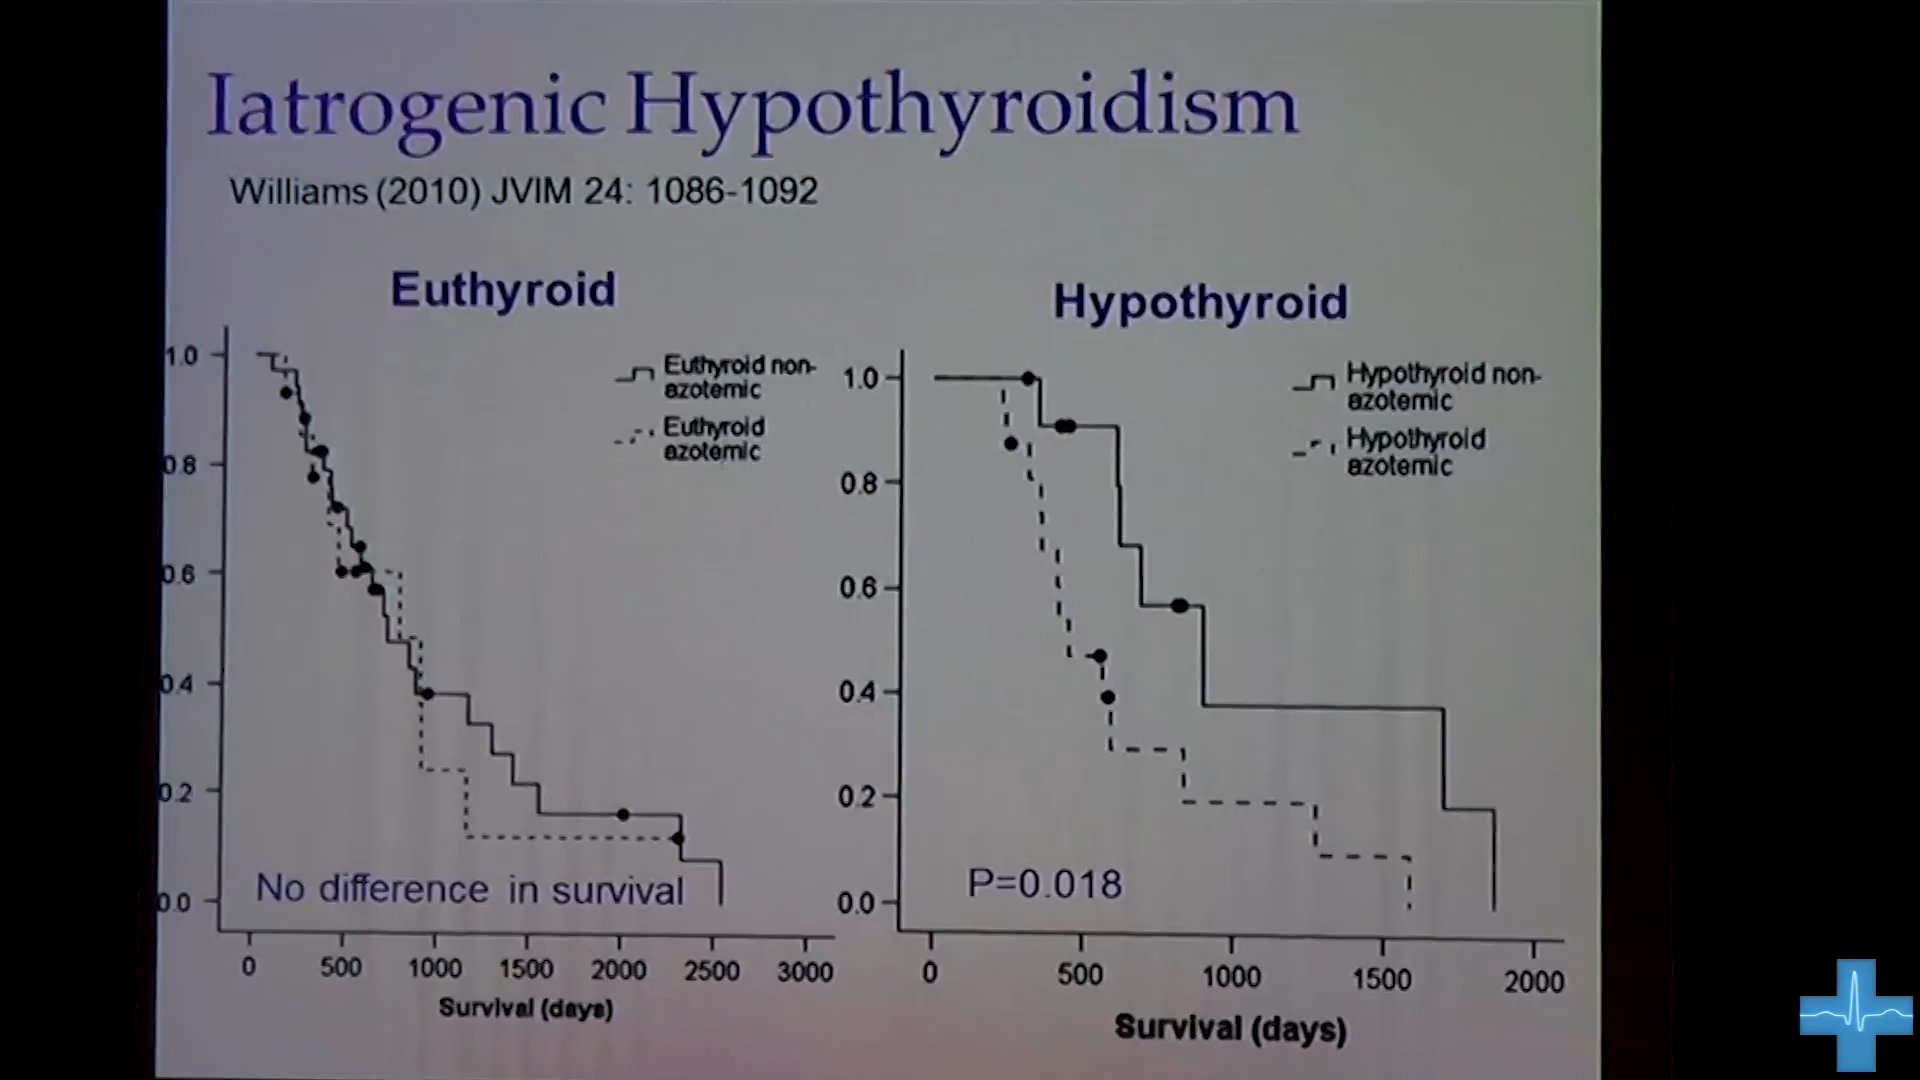 Iatrogenic Hypothyroidism
Williams (2010) JVIM 24: 1086-1092
Euthyroid
1.0
0.8
0.6
0.4
0.2
0.0
Euthyroid non-
azotemic
Euthyroid
azotemic
No difference in survival
0 500 1000 1500 2000 2500 3000
Survival (days)
Hypothyroid
1.0
0.8
0.6
0.4
0.2
0.0
Hypothyroid non-
azotemic
Hypothyroid
azotemic
P=0.018
0 500 1000 1500 2000
Survival (days)